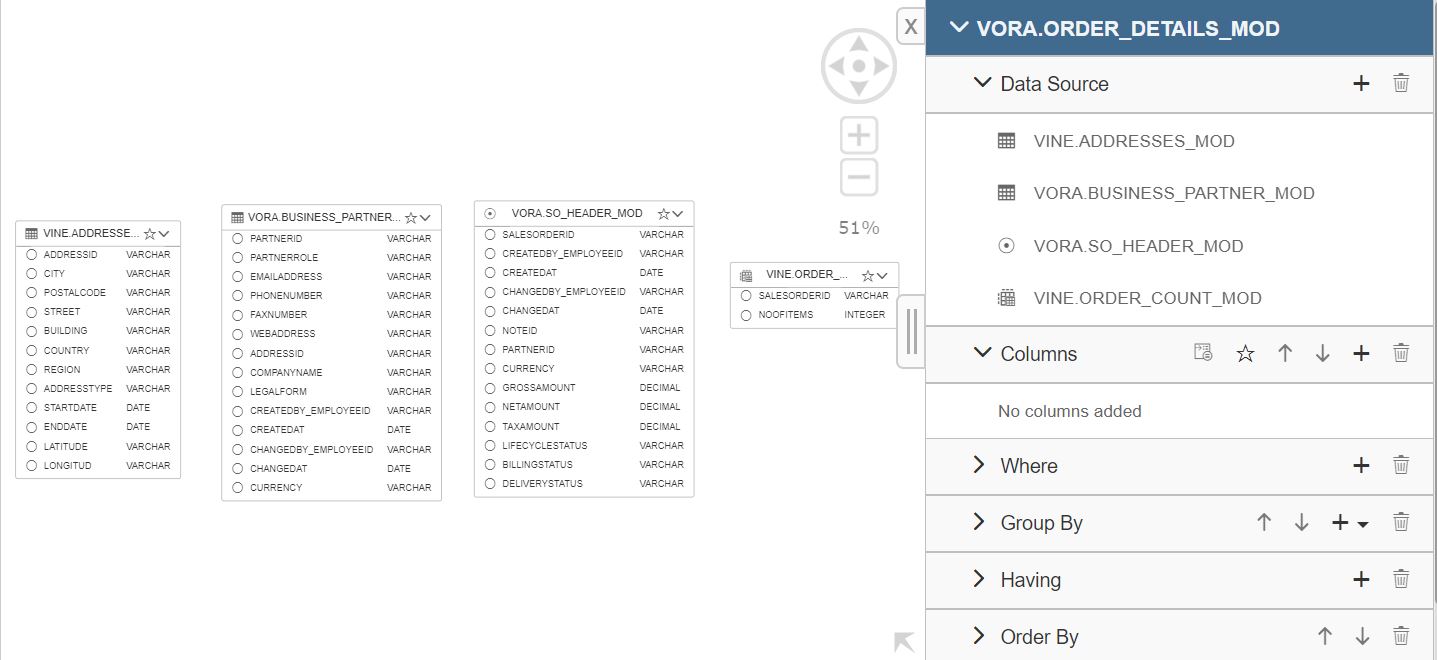 X
51%
VINE.ADDRESSE...
ADDRESSID VARCHAR
CITY VARCHAR
POSTALCODE VARCHAR
STREET VARCHAR
BUILDING VARCHAR
COUNTRY VARCHAR
REGION VARCHAR
ADDRESSTYPE VARCHAR
STARTDATE DATE
ENDDATE DATE
LATITUDE VARCHAR
LONGITUD VARCHAR
VORA.BUSINESS_PARTNER...
PARTNERID VARCHAR
PARTNERROLE VARCHAR
EMAILADDRESS VARCHAR
PHONENUMBER VARCHAR
FAXNUMBER VARCHAR
WEBADDRESS VARCHAR
ADDRESSID VARCHAR
COMPANYNAME VARCHAR
LEGALFORM VARCHAR
CREATEDBY_EMPLOYEEID VARCHAR
CREATEDAT DATE
CHANGEDBY_EMPLOYEEID VARCHAR
CHANGEDAT DATE
CURRENCY VARCHAR
VORA.SO_HEADER_MOD
SALESORDERID VARCHAR
CREATEDBY_EMPLOYEEID VARCHAR
CREATEDAT DATE
CHANGEDBY_EMPLOYEEID VARCHAR
CHANGEDAT DATE
NOTEID VARCHAR
PARTNERID VARCHAR
CURRENCY VARCHAR
GROSSAMOUNT DECIMAL
NETAMOUNT DECIMAL
TAXAMOUNT DECIMAL
LIFECYCLESTATUS VARCHAR
BILLINGSTATUS VARCHAR
DELIVERYSTATUS VARCHAR
VINE.ORDER_...
SALESORDERID VARCHAR
NOOFITEMS INTEGER
VORA.ORDER_DETAILS_MOD
Data Source
VINE.ADDRESSES_MOD
VORA.BUSINESS_PARTNER_MOD
VORA.SO_HEADER_MOD
VINE.ORDER_COUNT_MOD
Columns
No columns added
Where
Group By
Having
Order By